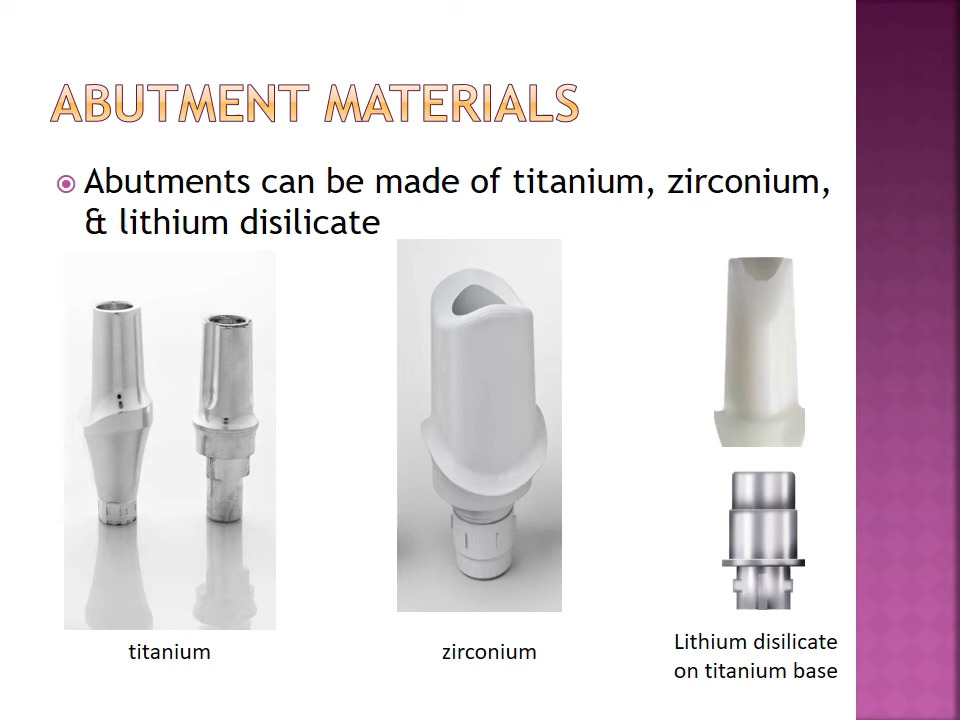 ABUTMENT MATERIALS
Abutments can be made of titanium, zirconium,
& lithium disilicate
titanium
zirconium
Lithium disilicate
on titanium base